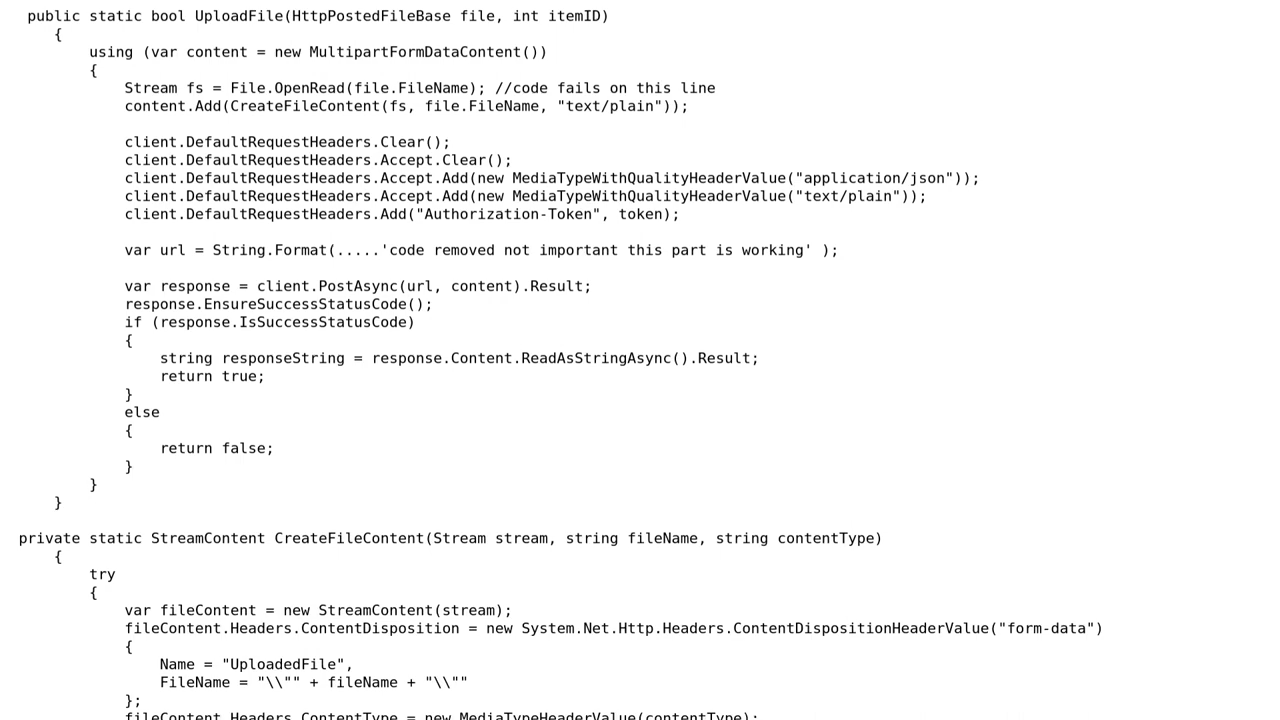 public static bool UploadFile(HttpPostedFileBase file, int itemID)
    {
        using (var content = new MultipartFormDataContent())
        {
            Stream fs = File.OpenRead(file.FileName); //code fails on this line
            content.Add(CreateFileContent(fs, file.FileName, "text/plain"));

            client.DefaultRequestHeaders.Clear();
            client.DefaultRequestHeaders.Accept.Clear();
            client.DefaultRequestHeaders.Accept.Add(new MediaTypeWithQualityHeaderValue("application/json"));
            client.DefaultRequestHeaders.Accept.Add(new MediaTypeWithQualityHeaderValue("text/plain"));
            client.DefaultRequestHeaders.Add("Authorization-Token", token);

            var url = String.Format(.....'code removed not important this part is working' );

            var response = client.PostAsync(url, content).Result;
            response.EnsureSuccessStatusCode();
            if (response.IsSuccessStatusCode)
            {
                string responseString = response.Content.ReadAsStringAsync().Result;
                return true;
            }
            else
            {
                return false;
            }
        }
    }

private static StreamContent CreateFileContent(Stream stream, string fileName, string contentType)
    {
        try
        {
            var fileContent = new StreamContent(stream);
            fileContent.Headers.ContentDisposition = new System.Net.Http.Headers.ContentDispositionHeaderValue("form-data")
            {
                Name = "UploadedFile",
                FileName = "\\"" + fileName + "\\""
            };
            fileContent.Headers.ContentType = new MediaTypeHeaderValue(contentType);